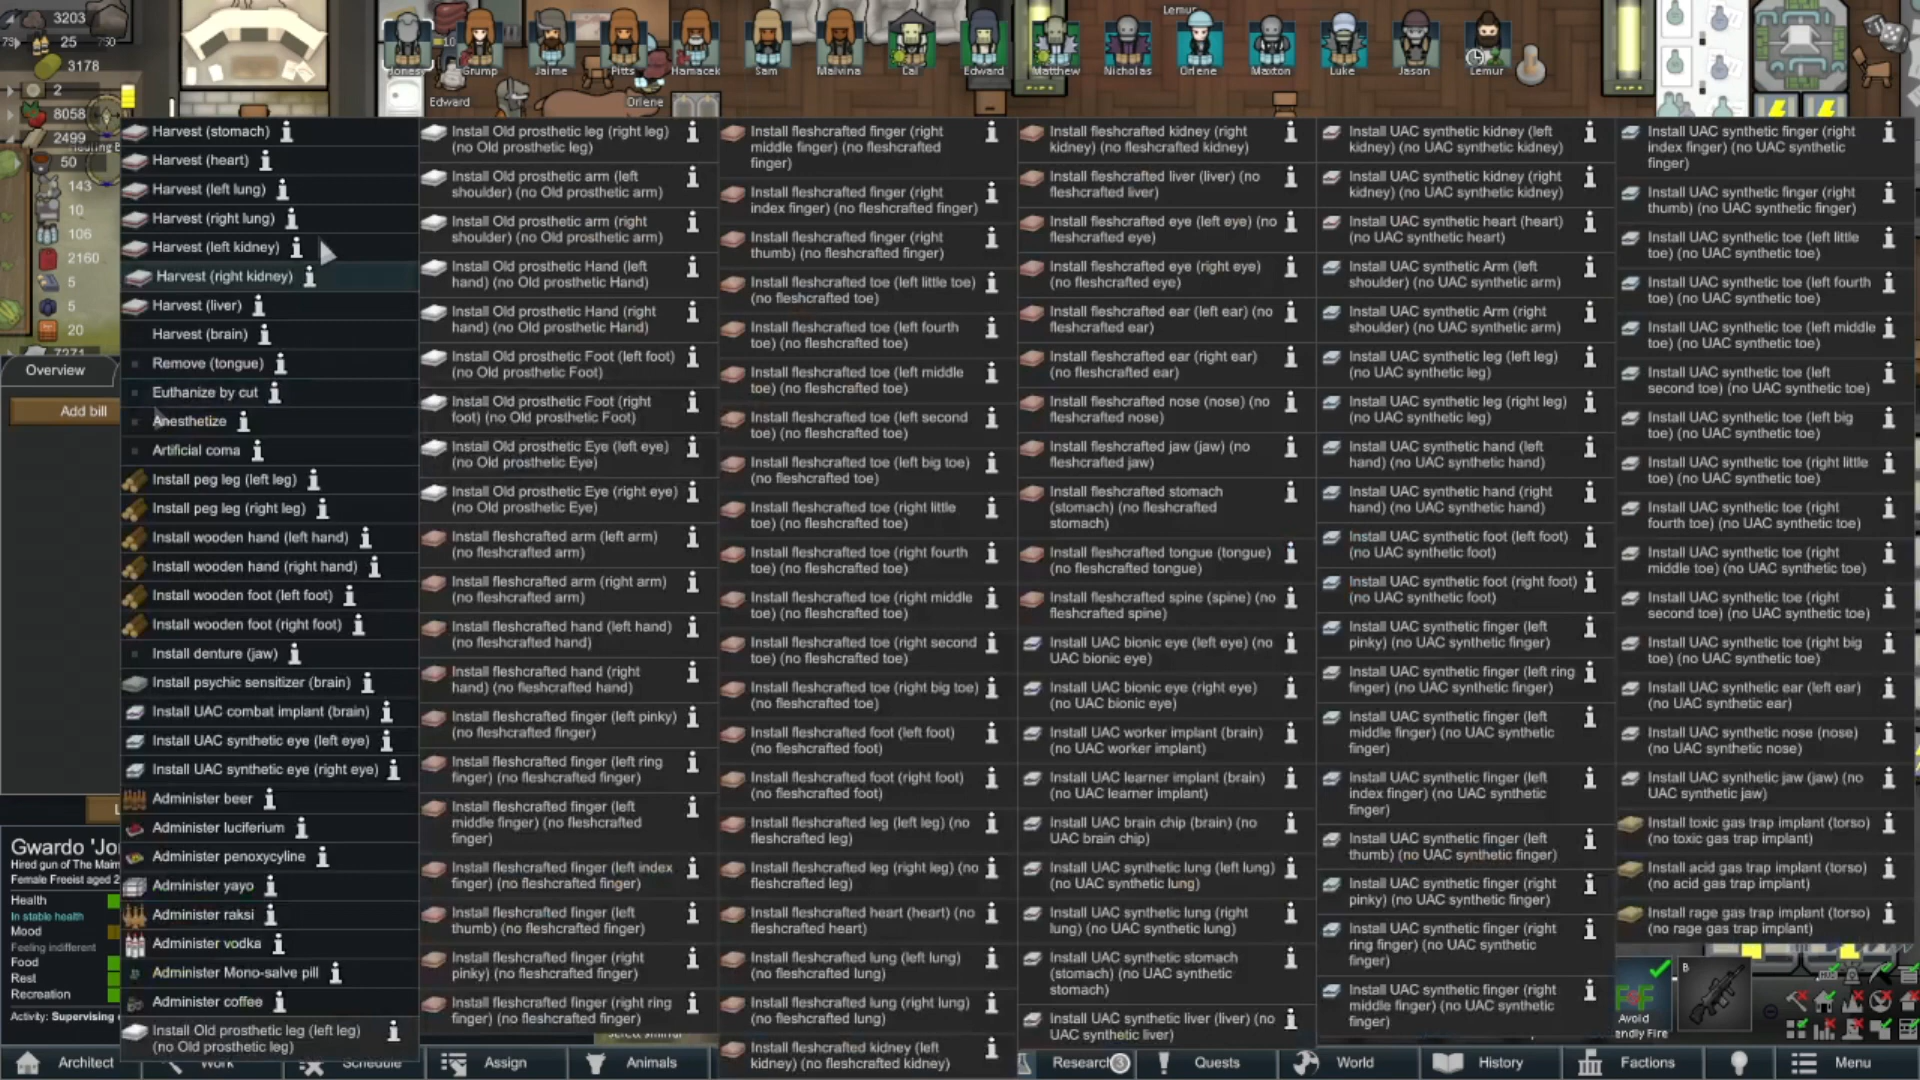 3203
25
3178
2
8058
2499
50
143
10
106
2160
5
5
20
10
Lemur
Jones
Grump
Jaime
Pitts
Hamacek
Sam
Malvina
Cal
Edward
Matthew
Nicholas
Orlene
Maxton
Luke
Jason
Lemur
Edward
Orlene
Overview
Add bill
Harvest (stomach)
Harvest (heart)
Harvest (left lung)
Harvest (right lung)
Harvest (left kidney)
Harvest (right kidney)
Harvest (liver)
Harvest (brain)
Remove (tongue)
Euthanize by cut
Anesthetize
Artificial coma
Install peg leg (left leg)
Install peg leg (right leg)
Install wooden hand (left hand)
Install wooden hand (right hand)
Install wooden foot (left foot)
Install wooden foot (right foot)
Install denture (jaw)
Install psychic sensitizer (brain)
Install UAC combat implant (brain)
Install UAC synthetic eye (left eye)
Install UAC synthetic eye (right eye)
Administer beer
Administer luciferium
Administer penoxycyline
Administer yayo
Administer raksi
Administer vodka
Administer Mono-salve pill
Administer coffee
Install Old prosthetic leg (left leg)
(no Old prosthetic leg)
Install Old prosthetic leg (right leg)
(no Old prosthetic leg)
Install Old prosthetic arm (left
shoulder) (no Old prosthetic arm)
Install Old prosthetic arm (right
shoulder) (no Old prosthetic arm)
Install Old prosthetic Hand (left
hand) (no Old prosthetic Hand)
Install Old prosthetic Hand (right
hand) (no Old prosthetic Hand)
Install Old prosthetic Foot (left foot)
(no Old prosthetic Foot)
Install Old prosthetic Foot (right
foot) (no Old prosthetic Foot)
Install Old prosthetic Eye (left eye)
(no Old prosthetic Eye)
Install Old prosthetic Eye (right eye)
(no Old prosthetic Eye)
Install fleshcrafted arm (left arm)
(no fleshcrafted arm)
Install fleshcrafted arm (right arm)
(no fleshcrafted arm)
Install fleshcrafted hand (left hand)
(no fleshcrafted hand)
Install fleshcrafted hand (right
hand) (no fleshcrafted hand)
Install fleshcrafted finger (left pinky)
(no fleshcrafted finger)
Install fleshcrafted finger (left ring
finger) (no fleshcrafted finger)
Install fleshcrafted finger (left
middle finger) (no fleshcrafted
finger)
Install fleshcrafted finger (left index
finger) (no fleshcrafted finger)
Install fleshcrafted finger (left
thumb) (no fleshcrafted finger)
Install fleshcrafted finger (right
pinky) (no fleshcrafted finger)
Install fleshcrafted finger (right ring
finger) (no fleshcrafted finger)
Install fleshcrafted finger (right
middle finger) (no fleshcrafted
finger)
Install fleshcrafted finger (right
index finger) (no fleshcrafted finger)
Install fleshcrafted finger (right
thumb) (no fleshcrafted finger)
Install fleshcrafted toe (left little toe)
(no fleshcrafted toe)
Install fleshcrafted toe (left fourth
toe) (no fleshcrafted toe)
Install fleshcrafted toe (left middle
toe) (no fleshcrafted toe)
Install fleshcrafted toe (left second
toe) (no fleshcrafted toe)
Install fleshcrafted toe (left big toe)
(no fleshcrafted toe)
Install fleshcrafted toe (right little
toe) (no fleshcrafted toe)
Install fleshcrafted toe (right fourth
toe) (no fleshcrafted toe)
Install fleshcrafted toe (right middle
toe) (no fleshcrafted toe)
Install fleshcrafted toe (right second
toe) (no fleshcrafted toe)
Install fleshcrafted toe (right big toe)
(no fleshcrafted toe)
Install fleshcrafted foot (left foot)
(no fleshcrafted foot)
Install fleshcrafted foot (right foot)
(no fleshcrafted foot)
Install fleshcrafted leg (left leg) (no
fleshcrafted leg)
Install fleshcrafted leg (right leg) (no
fleshcrafted leg)
Install fleshcrafted heart (heart) (no
fleshcrafted heart)
Install fleshcrafted lung (left lung)
(no fleshcrafted lung)
Install fleshcrafted lung (right lung)
(no fleshcrafted lung)
Install fleshcrafted kidney (left
kidney) (no fleshcrafted kidney)
Install fleshcrafted kidney (right
kidney) (no fleshcrafted kidney)
Install fleshcrafted liver (liver) (no
fleshcrafted liver)
Install fleshcrafted eye (left eye) (no
fleshcrafted eye)
Install fleshcrafted eye (right eye)
(no fleshcrafted eye)
Install fleshcrafted ear (left ear) (no
fleshcrafted ear)
Install fleshcrafted ear (right ear)
(no fleshcrafted ear)
Install fleshcrafted nose (nose) (no
fleshcrafted nose)
Install fleshcrafted jaw (jaw) (no
fleshcrafted jaw)
Install fleshcrafted stomach
(stomach) (no fleshcrafted
stomach)
Install fleshcrafted tongue (tongue)
(no fleshcrafted tongue)
Install fleshcrafted spine (spine) (no
fleshcrafted spine)
Install UAC bionic eye (left eye) (no
UAC bionic eye)
Install UAC bionic eye (right eye)
(no UAC bionic eye)
Install UAC worker implant (brain)
(no UAC worker implant)
Install UAC learner implant (brain)
(no UAC learner implant)
Install UAC brain chip (brain) (no
UAC brain chip)
Install UAC synthetic lung (left lung)
(no UAC synthetic lung)
Install UAC synthetic lung (right
lung) (no UAC synthetic lung)
Install UAC synthetic stomach
(stomach) (no UAC synthetic
stomach)
Install UAC synthetic liver (liver) (no
UAC synthetic liver)
Install UAC synthetic kidney (left
kidney) (no UAC synthetic kidney)
Install UAC synthetic kidney (right
kidney) (no UAC synthetic kidney)
Install UAC synthetic heart (heart)
(no UAC synthetic heart)
Install UAC synthetic Arm (left
shoulder) (no UAC synthetic arm)
Install UAC synthetic Arm (right
shoulder) (no UAC synthetic arm)
Install UAC synthetic leg (left leg)
(no UAC synthetic leg)
Install UAC synthetic leg (right leg)
(no UAC synthetic leg)
Install UAC synthetic hand (left
hand) (no UAC synthetic hand)
Install UAC synthetic hand (right
hand) (no UAC synthetic hand)
Install UAC synthetic foot (left foot)
(no UAC synthetic foot)
Install UAC synthetic foot (right foot)
(no UAC synthetic foot)
Install UAC synthetic finger (left
pinky) (no UAC synthetic finger)
Install UAC synthetic finger (left ring
finger) (no UAC synthetic finger)
Install UAC synthetic finger (left
middle finger) (no UAC synthetic
finger)
Install UAC synthetic finger (left
index finger) (no UAC synthetic
finger)
Install UAC synthetic finger (left
thumb) (no UAC synthetic finger)
Install UAC synthetic finger (right
pinky) (no UAC synthetic finger)
Install UAC synthetic finger (right
ring finger) (no UAC synthetic
finger)
Install UAC synthetic finger (right
middle finger) (no UAC synthetic
finger)
Install UAC synthetic finger (right
index finger) (no UAC synthetic
finger)
Install UAC synthetic finger (right
thumb) (no UAC synthetic finger)
Install UAC synthetic toe (left little
toe) (no UAC synthetic toe)
Install UAC synthetic toe (left fourth
toe) (no UAC synthetic toe)
Install UAC synthetic toe (left middle
toe) (no UAC synthetic toe)
Install UAC synthetic toe (left
second toe) (no UAC synthetic toe)
Install UAC synthetic toe (left big
toe) (no UAC synthetic toe)
Install UAC synthetic toe (right little
toe) (no UAC synthetic toe)
Install UAC synthetic toe (right
fourth toe) (no UAC synthetic toe)
Install UAC synthetic toe (right
middle toe) (no UAC synthetic toe)
Install UAC synthetic toe (right
second toe) (no UAC synthetic toe)
Install UAC synthetic toe (right big
toe) (no UAC synthetic toe)
Install UAC synthetic ear (left ear)
(no UAC synthetic ear)
Install UAC synthetic nose (nose)
(no UAC synthetic nose)
Install UAC synthetic jaw (jaw) (no
UAC synthetic jaw)
Install toxic gas trap implant (torso)
(no toxic gas trap implant)
Install acid gas trap implant (torso)
(no acid gas trap implant)
Install rage gas trap implant (torso)
(no rage gas trap implant)
Gwardo 'Jo
Hired gun of The Maim
Female Freeist aged 2
Health
In stable health
Mood
Feeling indifferent
Food
Rest
Recreation
Activity: Supervising
F F
Avoid
ndly Fire
B
Architect
Work
Schedule
Assign
Animals
Research 3
Quests
World
History
Factions
Menu